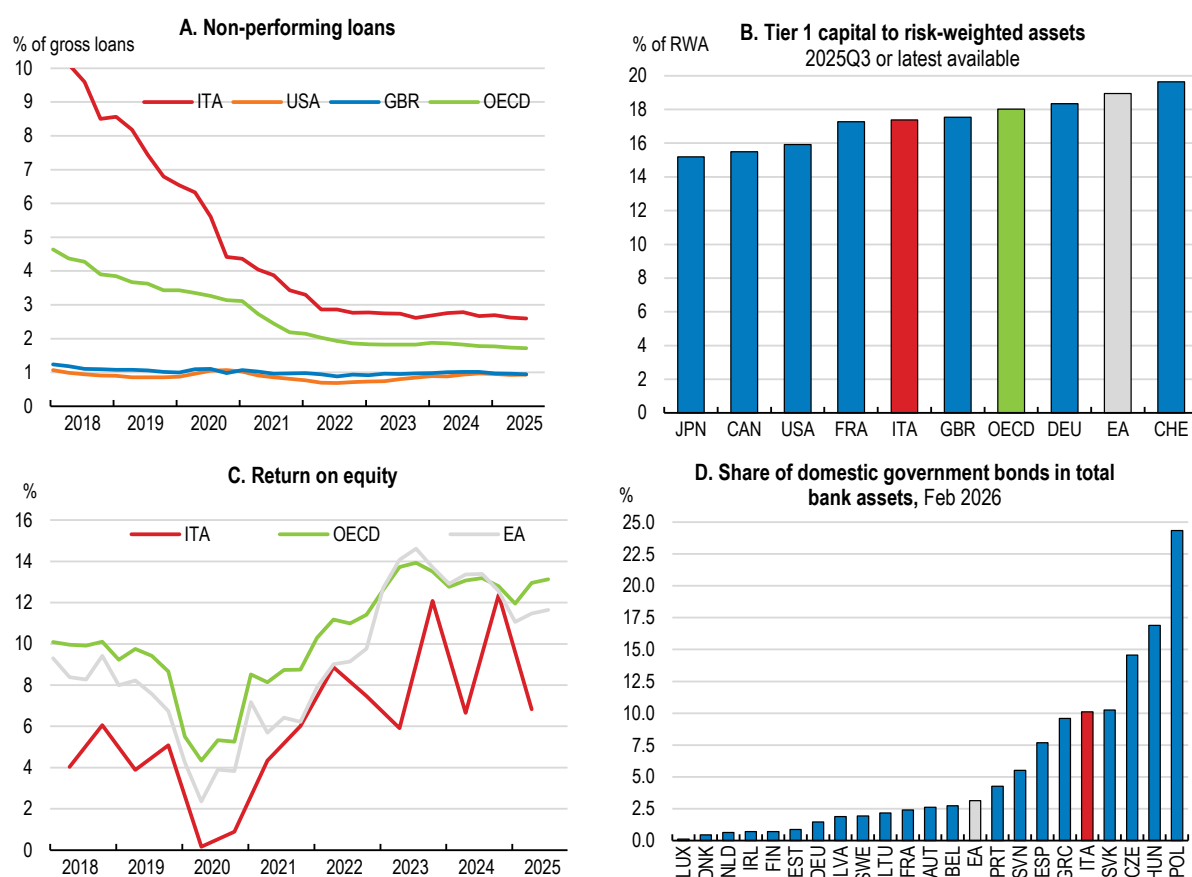 A. Non-performing loans
% of gross loans
10
9
8
7
6
5
4
3
2
1
0
ITA USA GBR OECD
2018 2019 2020 2021 2022 2023 2024 2025
B. Tier 1 capital to risk-weighted assets
2025Q3 or latest available
% of RWA
20
18
16
14
12
10
8
6
4
2
0
JPN CAN USA FRA ITA GBR OECD DEU EA CHE
C. Return on equity
%
16
14
12
10
8
6
4
2
0
ITA OECD EA
2018 2019 2020 2021 2022 2023 2024 2025
D. Share of domestic government bonds in total
bank assets, Feb 2026
%
25.0
22.5
20.0
17.5
15.0
12.5
10.0
7.5
5.0
2.5
0.0
LUX
DNK
NLD
IRL
FIN
EST
DEU
LVA
SWE
LTU
FRA
AUT
BEL
EA
PRT
SVN
ESP
GRC
ITA
SVK
CZE
HUN
POL